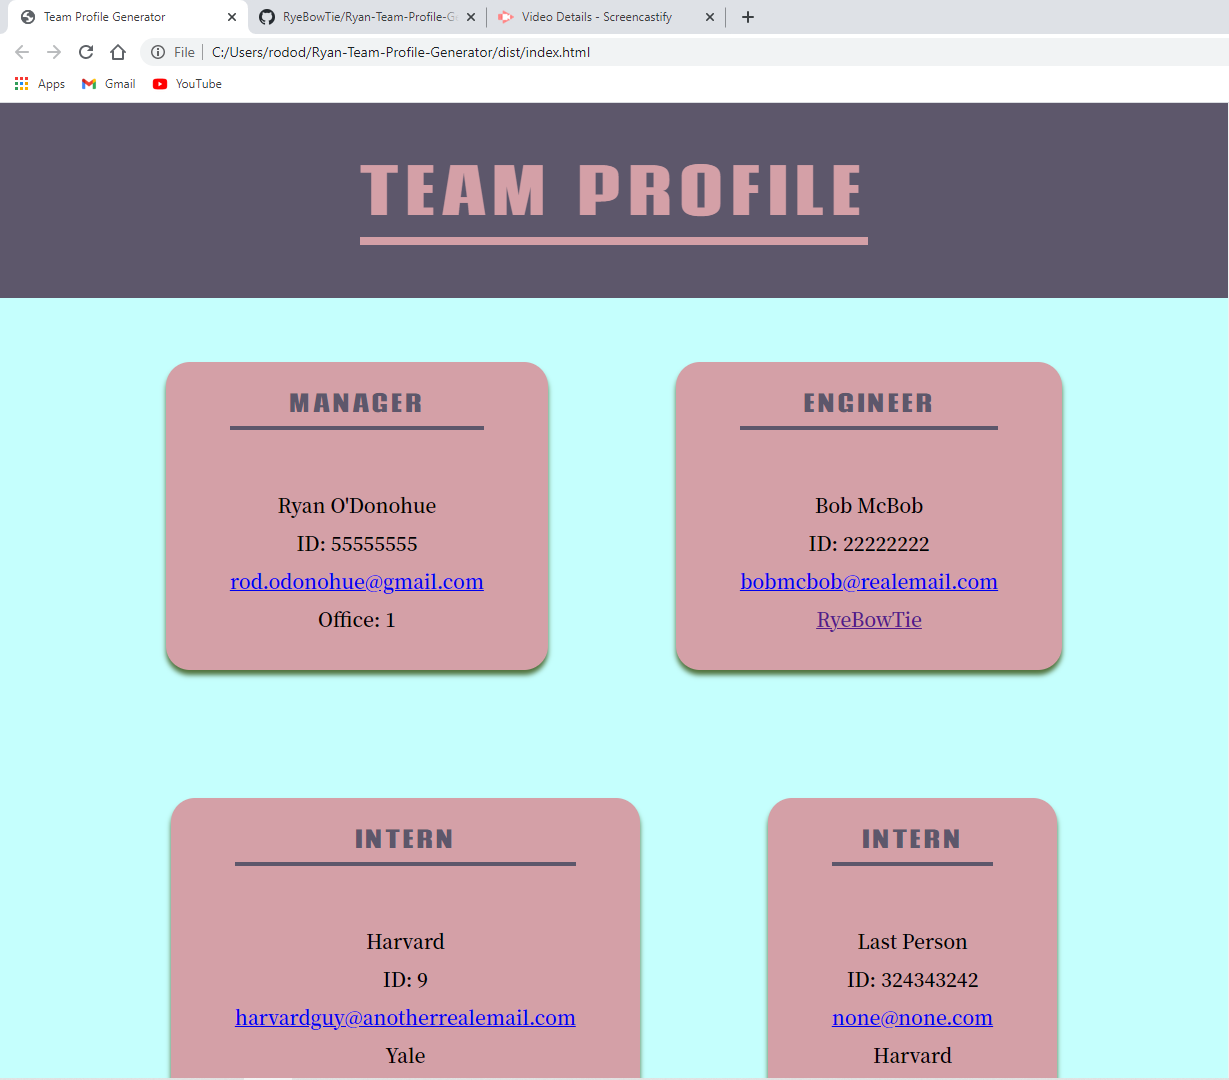 Team Profile Generator
RyeBowTie/Ryan-Team-Profile-G
Video Details - Screencastify
File
C:/Users/rodod/Ryan-Team-Profile-Generator/dist/index.html
Apps
Gmail
YouTube
TEAM PROFILE
MANAGER
Ryan O'Donohue
ID: 55555555
rod.odonohue@gmail.com
Office: 1
ENGINEER
Bob McBob
ID: 22222222
bobmcbob@realemail.com
RyeBowTie
INTERN
Harvard
ID: 9
harvardguy@anotherrealemail.com
Yale
INTERN
Last Person
ID: 324343242
none@none.com
Harvard